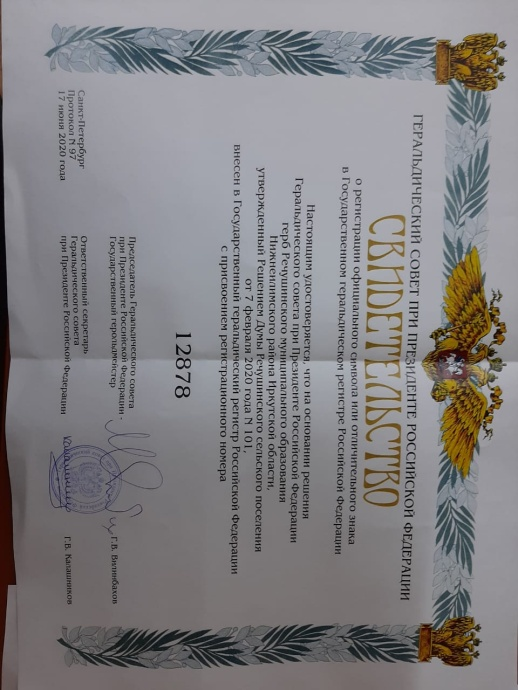 ГЕРАЛЬДИЧЕСКИЙ СОВЕТ ПРИ ПРЕЗИДЕНТЕ РОССИЙСКОЙ ФЕДЕРАЦИИ
СВИДЕТЕЛЬСТВО
о регистрации официального символа или отличительного знака
в Государственном геральдическом регистре Российской Федерации
Настоящим удостоверяется, что на основании решения
Геральдического совета при Президенте Российской Федерации
герб Речушинского муниципального образования
Нижнеилимского района Иркутской области,
утвержденный Решением Думы Речушинского сельского поселения
от 7 февраля 2020 года N 101,
внесен в Государственный геральдический регистр Российской Федерации
с присвоением регистрационного номера
12878
Председатель Геральдического совета
при Президенте Российской Федерации -
Государственный герольдмейстер
Г.В. Вилинбахов
Ответственный секретарь
Геральдического совета
при Президенте Российской Федерации
Г.В. Калашников
Санкт-Петербург
Протокол N 97
17 июня 2020 года